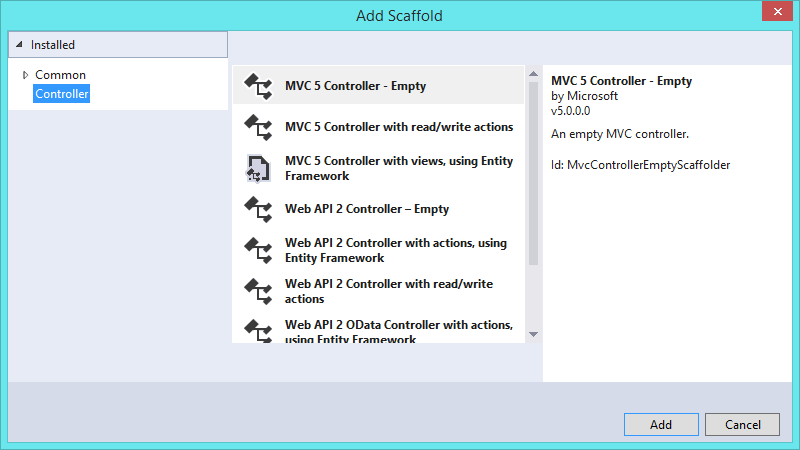 Add Scaffold
Installed
Common
Controller
MVC 5 Controller - Empty
MVC 5 Controller with read/write actions
MVC 5 Controller with views, using Entity
Framework
Web API 2 Controller – Empty
Web API 2 Controller with actions, using
Entity Framework
Web API 2 Controller with read/write
actions
Web API 2 OData Controller with actions,
using Entity Framework
MVC 5 Controller - Empty
by Microsoft
v5.0.0.0
An empty MVC controller.
Id: MvcControllerEmptyScaffolder
Add
Cancel